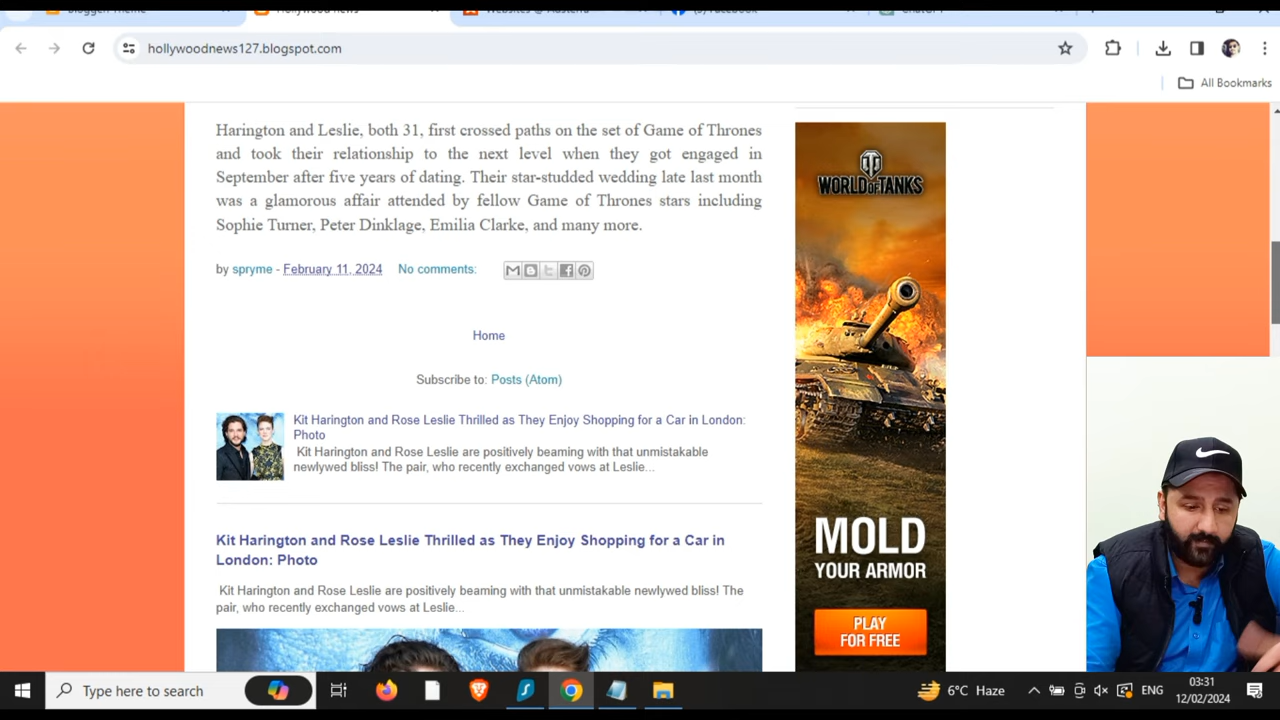 hollywoodnews127.blogspot.com
All Bookmarks
Harington and Leslie, both 31, first crossed paths on the set of Game of Thrones
and took their relationship to the next level when they got engaged in
September after five years of dating. Their star-studded wedding late last month
was a glamorous affair attended by fellow Game of Thrones stars including
Sophie Turner, Peter Dinklage, Emilia Clarke, and many more.
by spryme - February 11, 2024 No comments:
Home
Subscribe to: Posts (Atom)
Kit Harington and Rose Leslie Thrilled as They Enjoy Shopping for a Car in London:
Photo
Kit Harington and Rose Leslie are positively beaming with that unmistakable
newlywed bliss! The pair, who recently exchanged vows at Leslie...
Kit Harington and Rose Leslie Thrilled as They Enjoy Shopping for a Car in
London: Photo
Kit Harington and Rose Leslie are positively beaming with that unmistakable newlywed bliss! The
pair, who recently exchanged vows at Leslie...
WORLD OF TANKS
MOLD
YOUR ARMOR
PLAY
FOR FREE
Type here to search
6°C Haze
ENG
03:31
12/02/2024